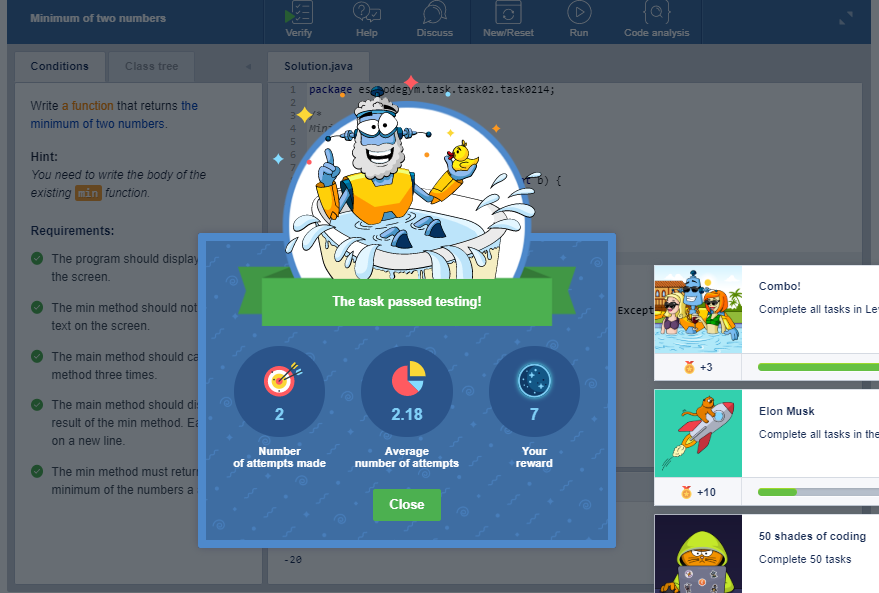 Minimum of two numbers
Verify
Help
Discuss
New/Reset
Run
Code analysis
Conditions
Class tree
Solution.java
Write a function that returns the
minimum of two numbers.
Hint:
You need to write the body of the
existing min function.
Requirements:
The program should display
the screen.
The min method should not
text on the screen.
The main method should ca
method three times.
The main method should dis
result of the min method. Ea
on a new line.
The min method must return
minimum of the numbers a
1 package es.codegym.task.task02.task0214;
2
3 /*
4 Mini
5
6
7
t b) {
Except
-20
The task passed testing!
2
Number
of attempts made
2.18
Average
number of attempts
7
Your
reward
Close
Combo!
Complete all tasks in Lev
+3
Elon Musk
Complete all tasks in the
+10
50 shades of coding
Complete 50 tasks